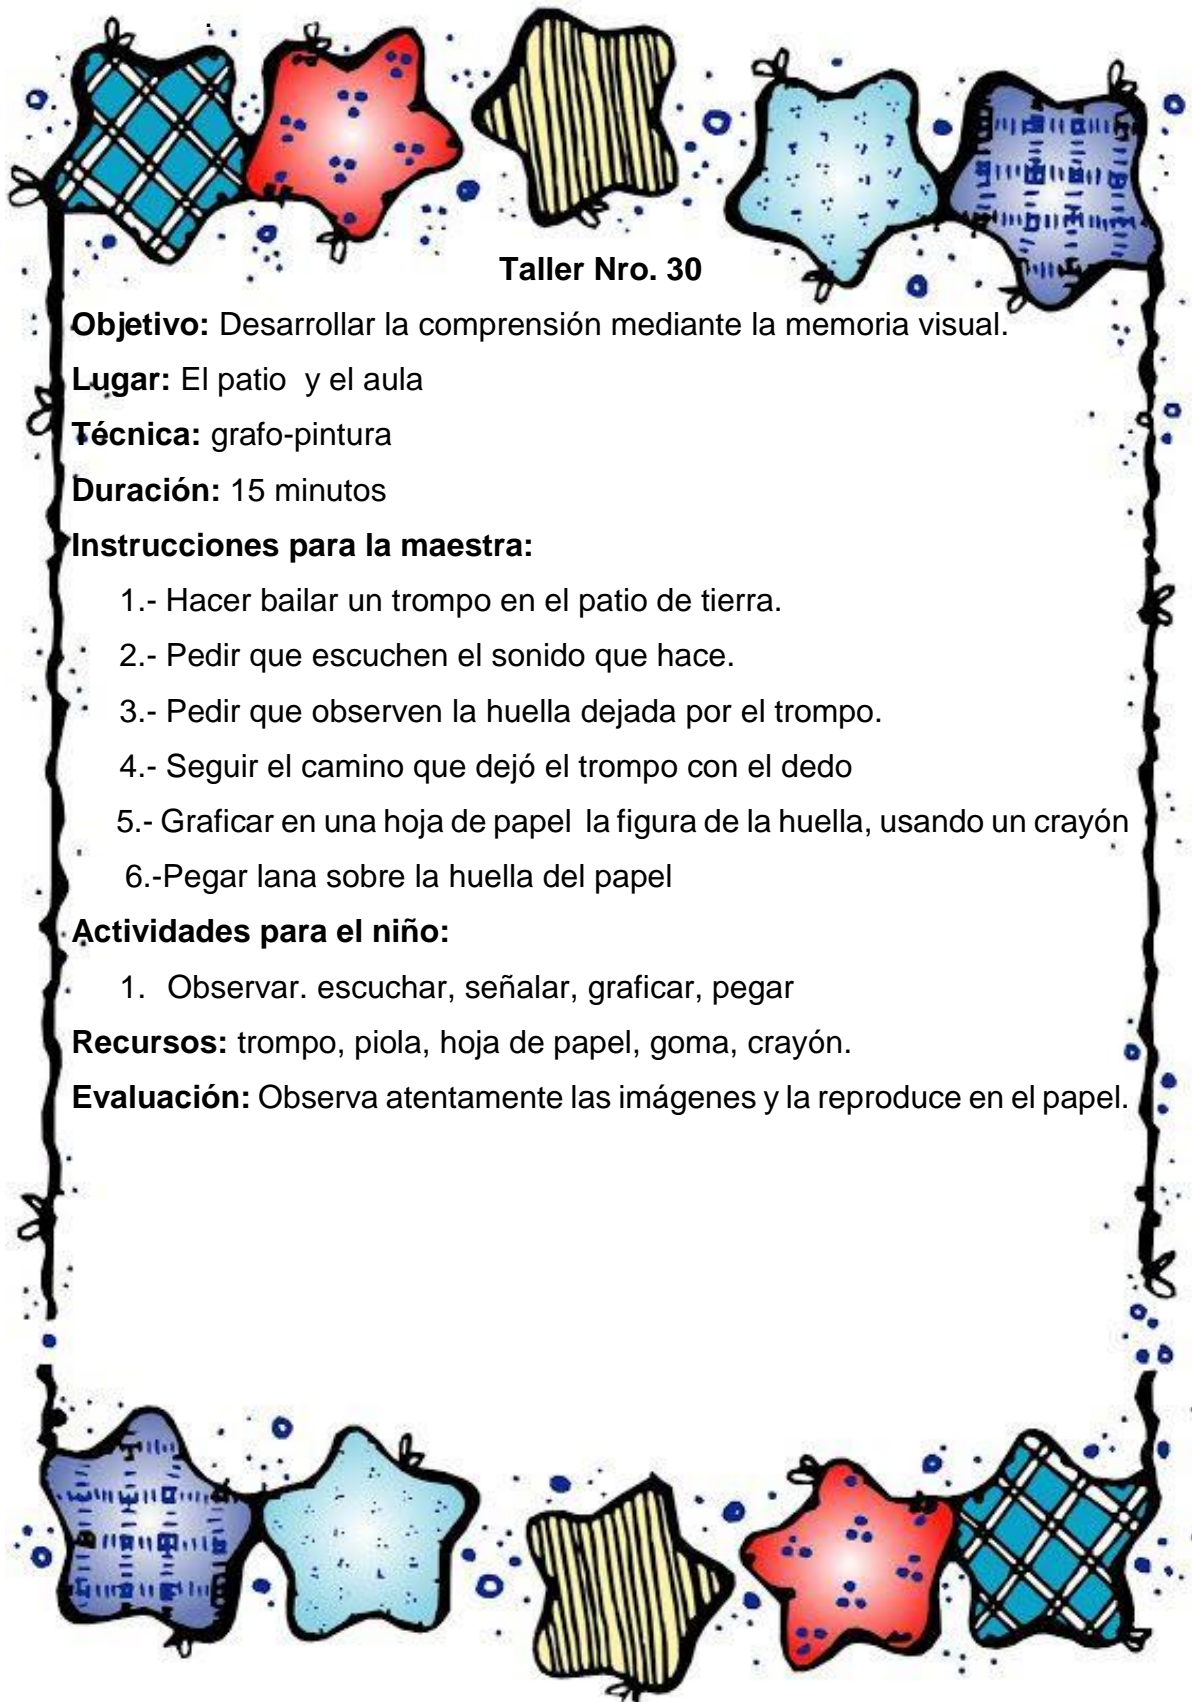 Taller Nro. 30
Objetivo: Desarrollar la comprensión mediante la memoria visual.
Lugar: El patio y el aula
Técnica: grafo-pintura
Duración: 15 minutos
Instrucciones para la maestra:
1.- Hacer bailar un trompo en el patio de tierra.
2.- Pedir que escuchen el sonido que hace.
3.- Pedir que observen la huella dejada por el trompo.
4.- Seguir el camino que dejó el trompo con el dedo
5.- Graficar en una hoja de papel la figura de la huella, usando un crayón
6.-Pegar lana sobre la huella del papel
Actividades para el niño:
1. Observar. escuchar, señalar, graficar, pegar
Recursos: trompo, piola, hoja de papel, goma, crayón.
Evaluación: Observa atentamente las imágenes y la reproduce en el papel.